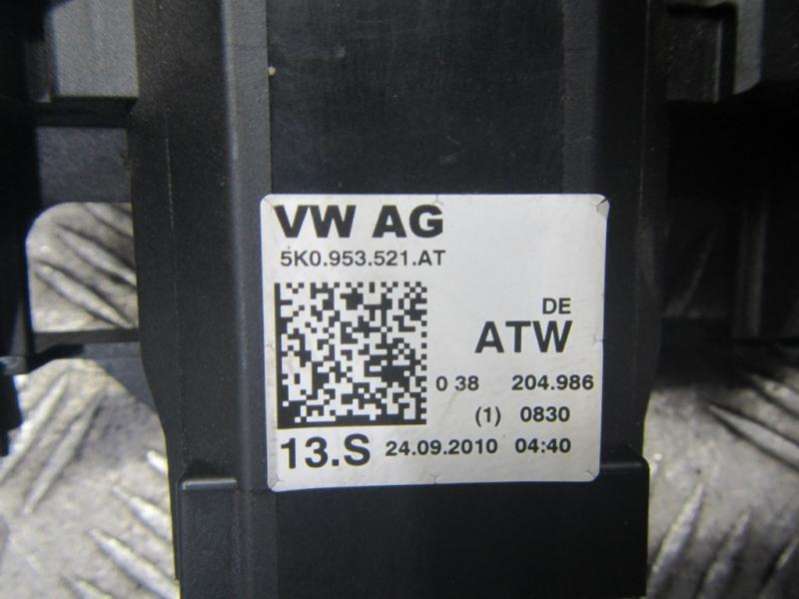 VW AG
5K0.953.521.AT
DE
ATW
0 38 204.986
(1) 0830
13.S 24.09.2010 04:40